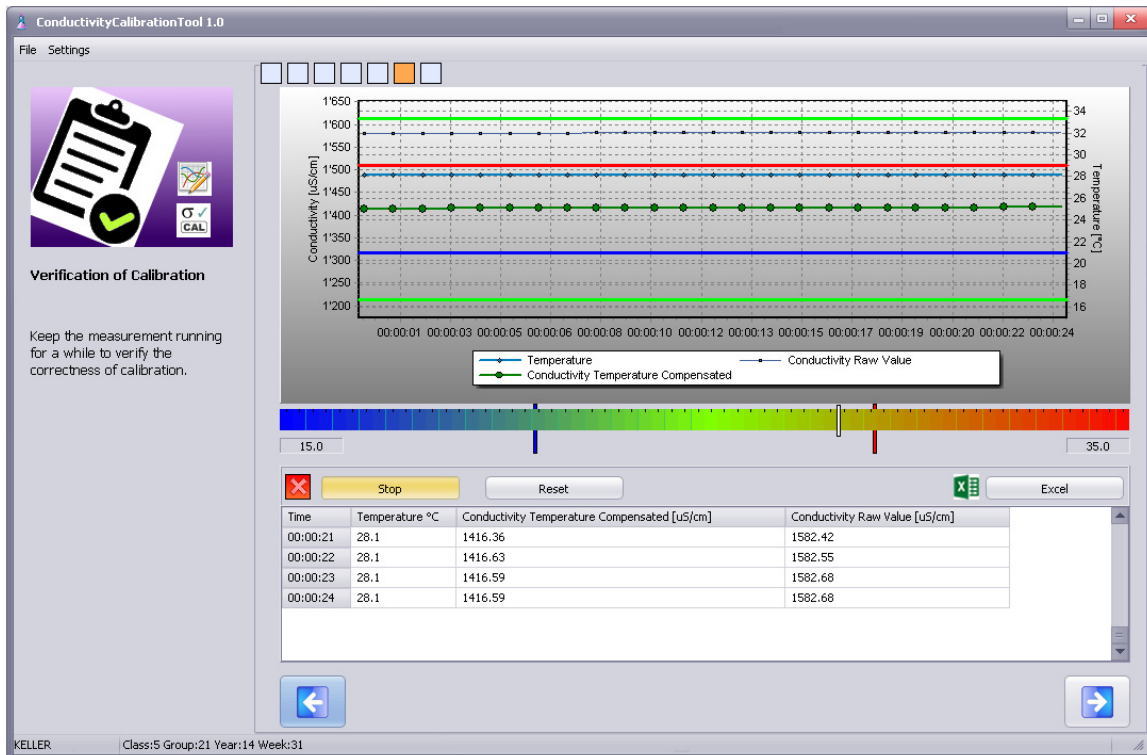 ConductivityCalibrationTool 1.0
File Settings
σ ✓
CAL
Verification of Calibration
Keep the measurement running
for a while to verify the
correctness of calibration.
Conductivity [uS/cm]
1'650
1'600
1'550
1'500
1'450
1'400
1'350
1'300
1'250
1'200
34
32
30
28
26
24
22
20
18
16
Temperature [°C]
00:00:01 00:00:03 00:00:05 00:00:06 00:00:08 00:00:10 00:00:12 00:00:13 00:00:15 00:00:17 00:00:19 00:00:20 00:00:22 00:00:24
Temperature Conductivity Raw Value
Conductivity Temperature Compensated
15.0 35.0
Stop Reset Excel
Time Temperature °C Conductivity Temperature Compensated [uS/cm] Conductivity Raw Value [uS/cm]
00:00:21 28.1 1416.36 1582.42
00:00:22 28.1 1416.63 1582.55
00:00:23 28.1 1416.59 1582.68
00:00:24 28.1 1416.59 1582.68
KELLER Class:5 Group:21 Year:14 Week:31